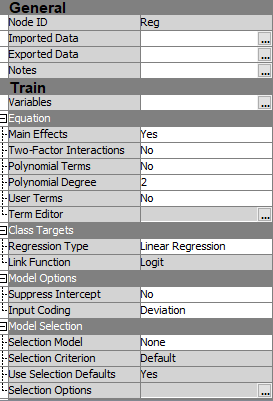 General
Node ID Reg
Imported Data ...
Exported Data ...
Notes ...
Train
Variables ...
Equation
Main Effects Yes
Two-Factor Interactions No
Polynomial Terms No
Polynomial Degree 2
User Terms No
Term Editor ...
Class Targets
Regression Type Linear Regression
Link Function Logit
Model Options
Suppress Intercept No
Input Coding Deviation
Model Selection
Selection Model None
Selection Criterion Default
Use Selection Defaults Yes
Selection Options ...